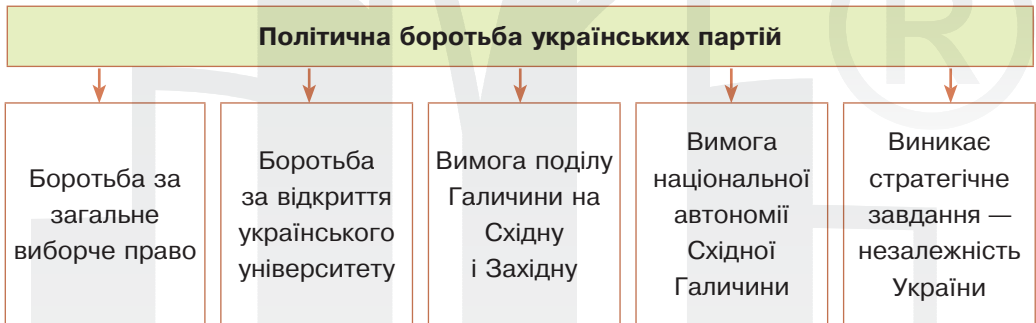 Політична боротьба українських партій
Боротьба за
загальне
виборче право
Боротьба
за відкриття
українського
університету
Вимога поділу
Галичини на
Східну
і Західну
Вимога
національної
автономії
Східної
Галичини
Виникає
стратегічне
завдання —
незалежність
України